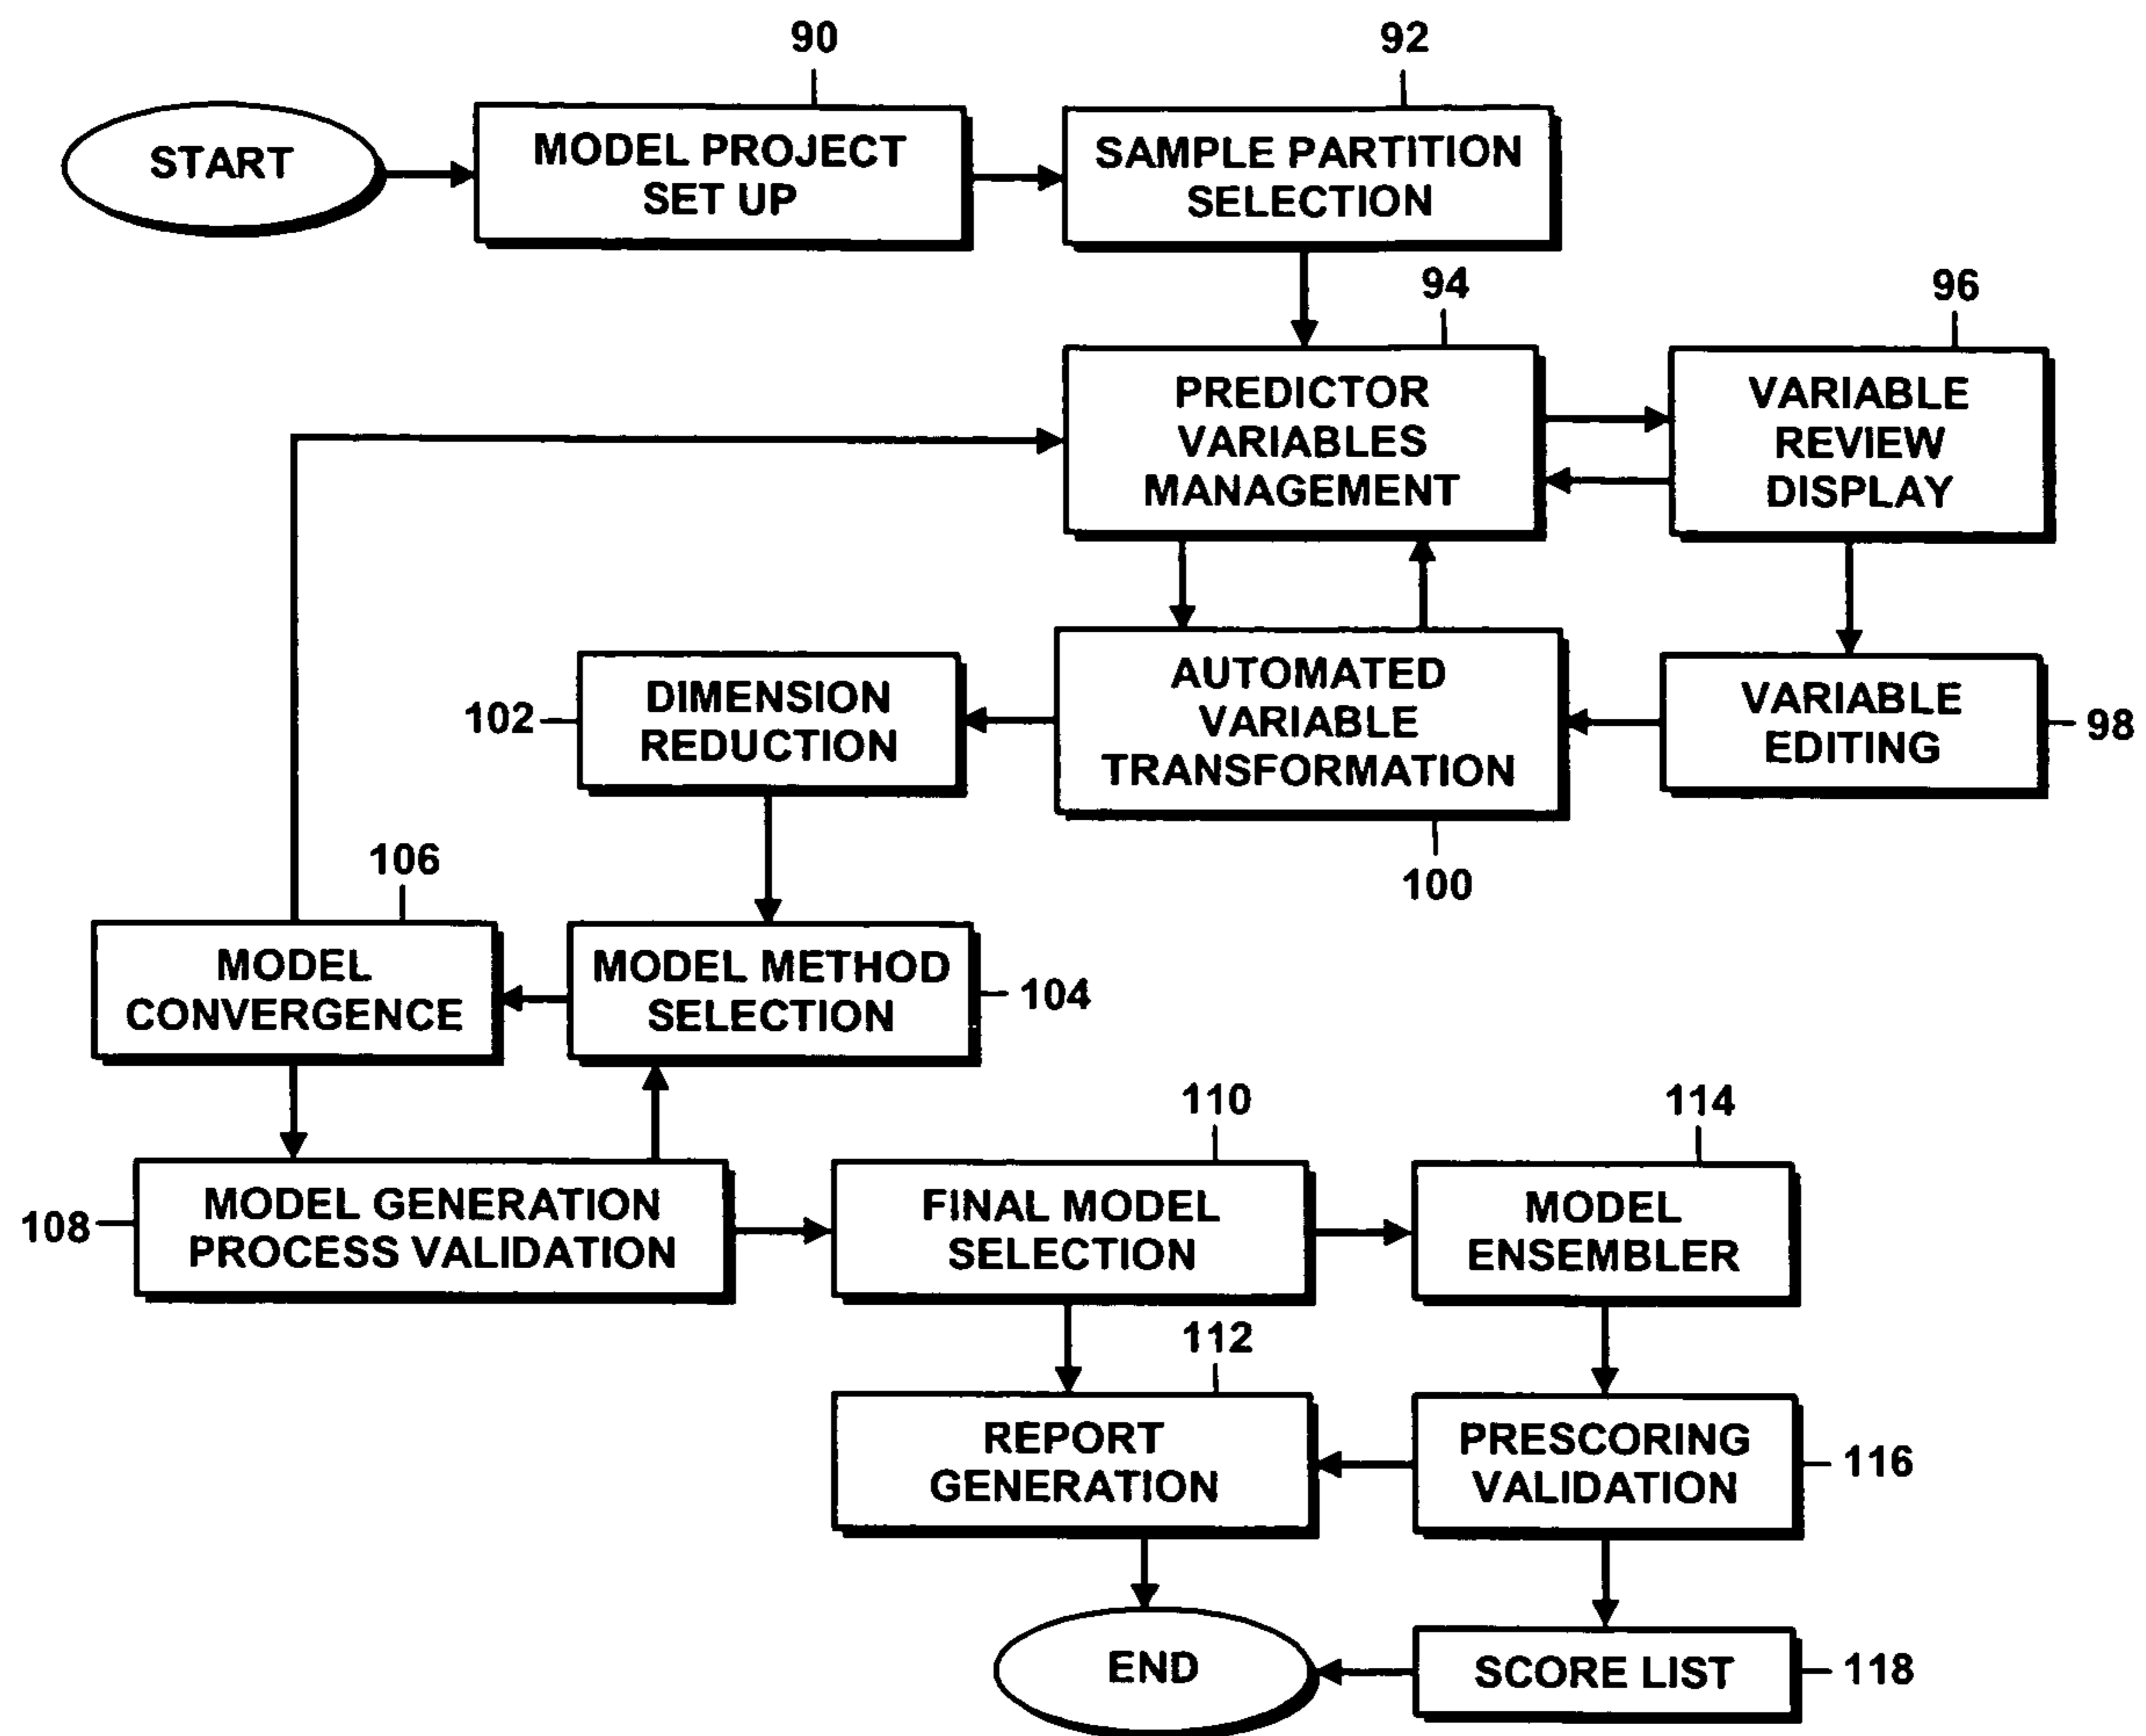 90
92
START
MODEL PROJECT
SET UP
SAMPLE PARTITION
SELECTION
94
96
PREDICTOR
VARIABLES
MANAGEMENT
VARIABLE
REVIEW
DISPLAY
102
DIMENSION
REDUCTION
AUTOMATED
VARIABLE
TRANSFORMATION
VARIABLE
EDITING
98
100
106
MODEL
CONVERGENCE
MODEL METHOD
SELECTION
104
110
114
108
MODEL GENERATION
PROCESS VALIDATION
FINAL MODEL
SELECTION
MODEL
ENSEMBLER
112
REPORT
GENERATION
PRESCORING
VALIDATION
116
END
SCORE LIST
118